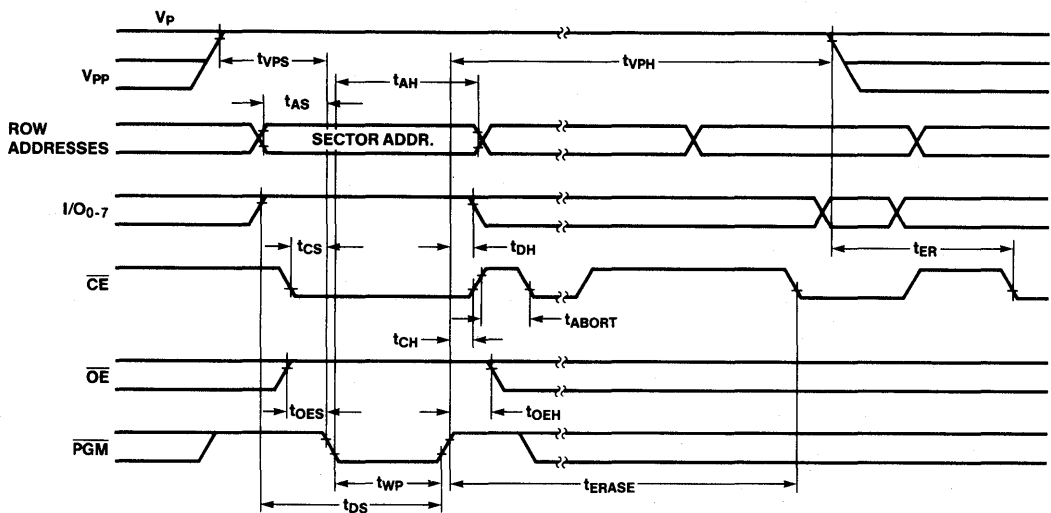 VP
tVPS
tVPH
VPP
tAH
tAS
ROW
ADDRESSES
SECTOR ADDR.
I/O0-7
tCS
tDH
tER
CE
tABORT
tCH
OE
tOES
tOEH
PGM
tWP
tERASE
tDS